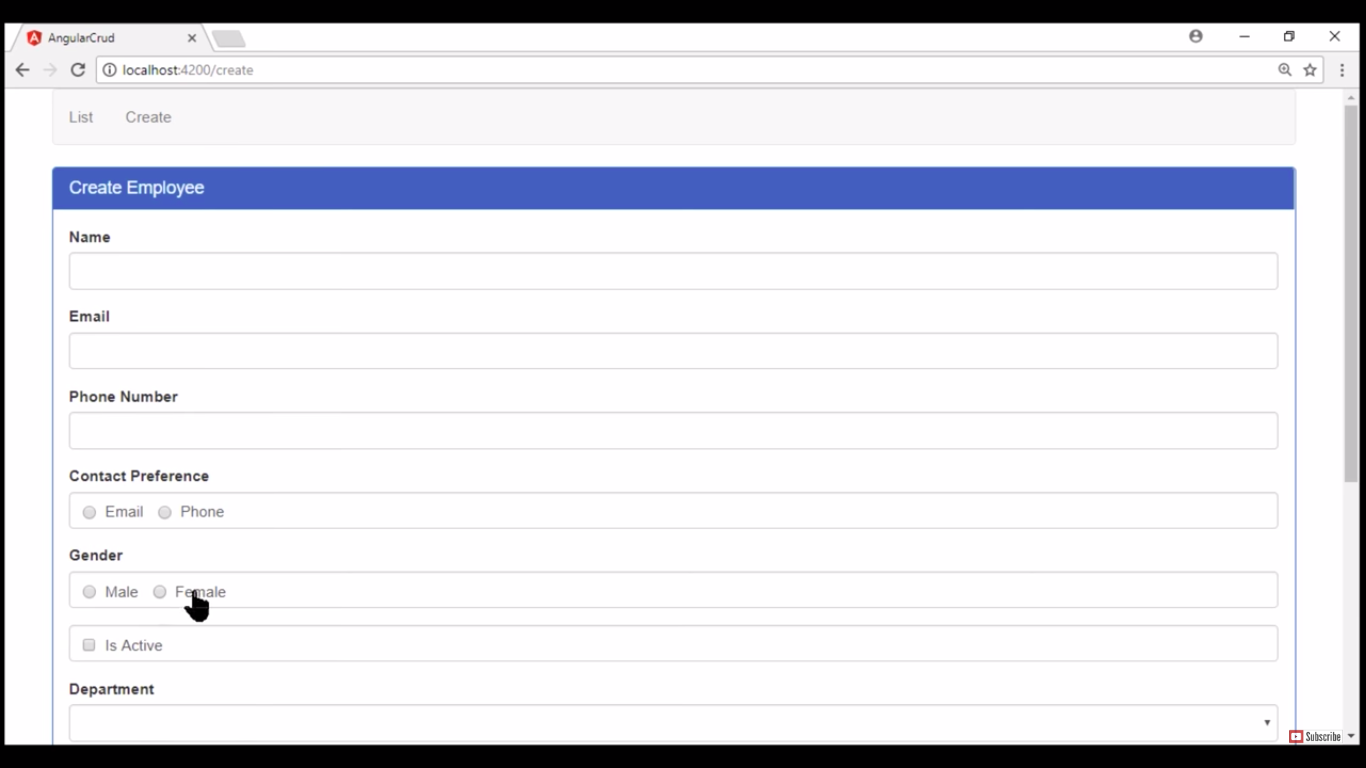 AngularCrud
localhost:4200/create
List Create
Create Employee
Name
Email
Phone Number
Contact Preference
Email Phone
Gender
Male Female
Is Active
Department
Subscribe